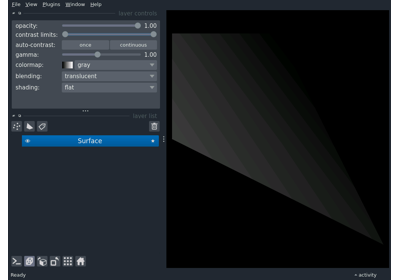 File View Plugins Window Help
layer controls
opacity: 1.00
contrast limits:
auto-contrast: once continuous
gamma: 1.00
colormap: gray
blending: translucent
shading: flat
layer list
Surface
Ready activity